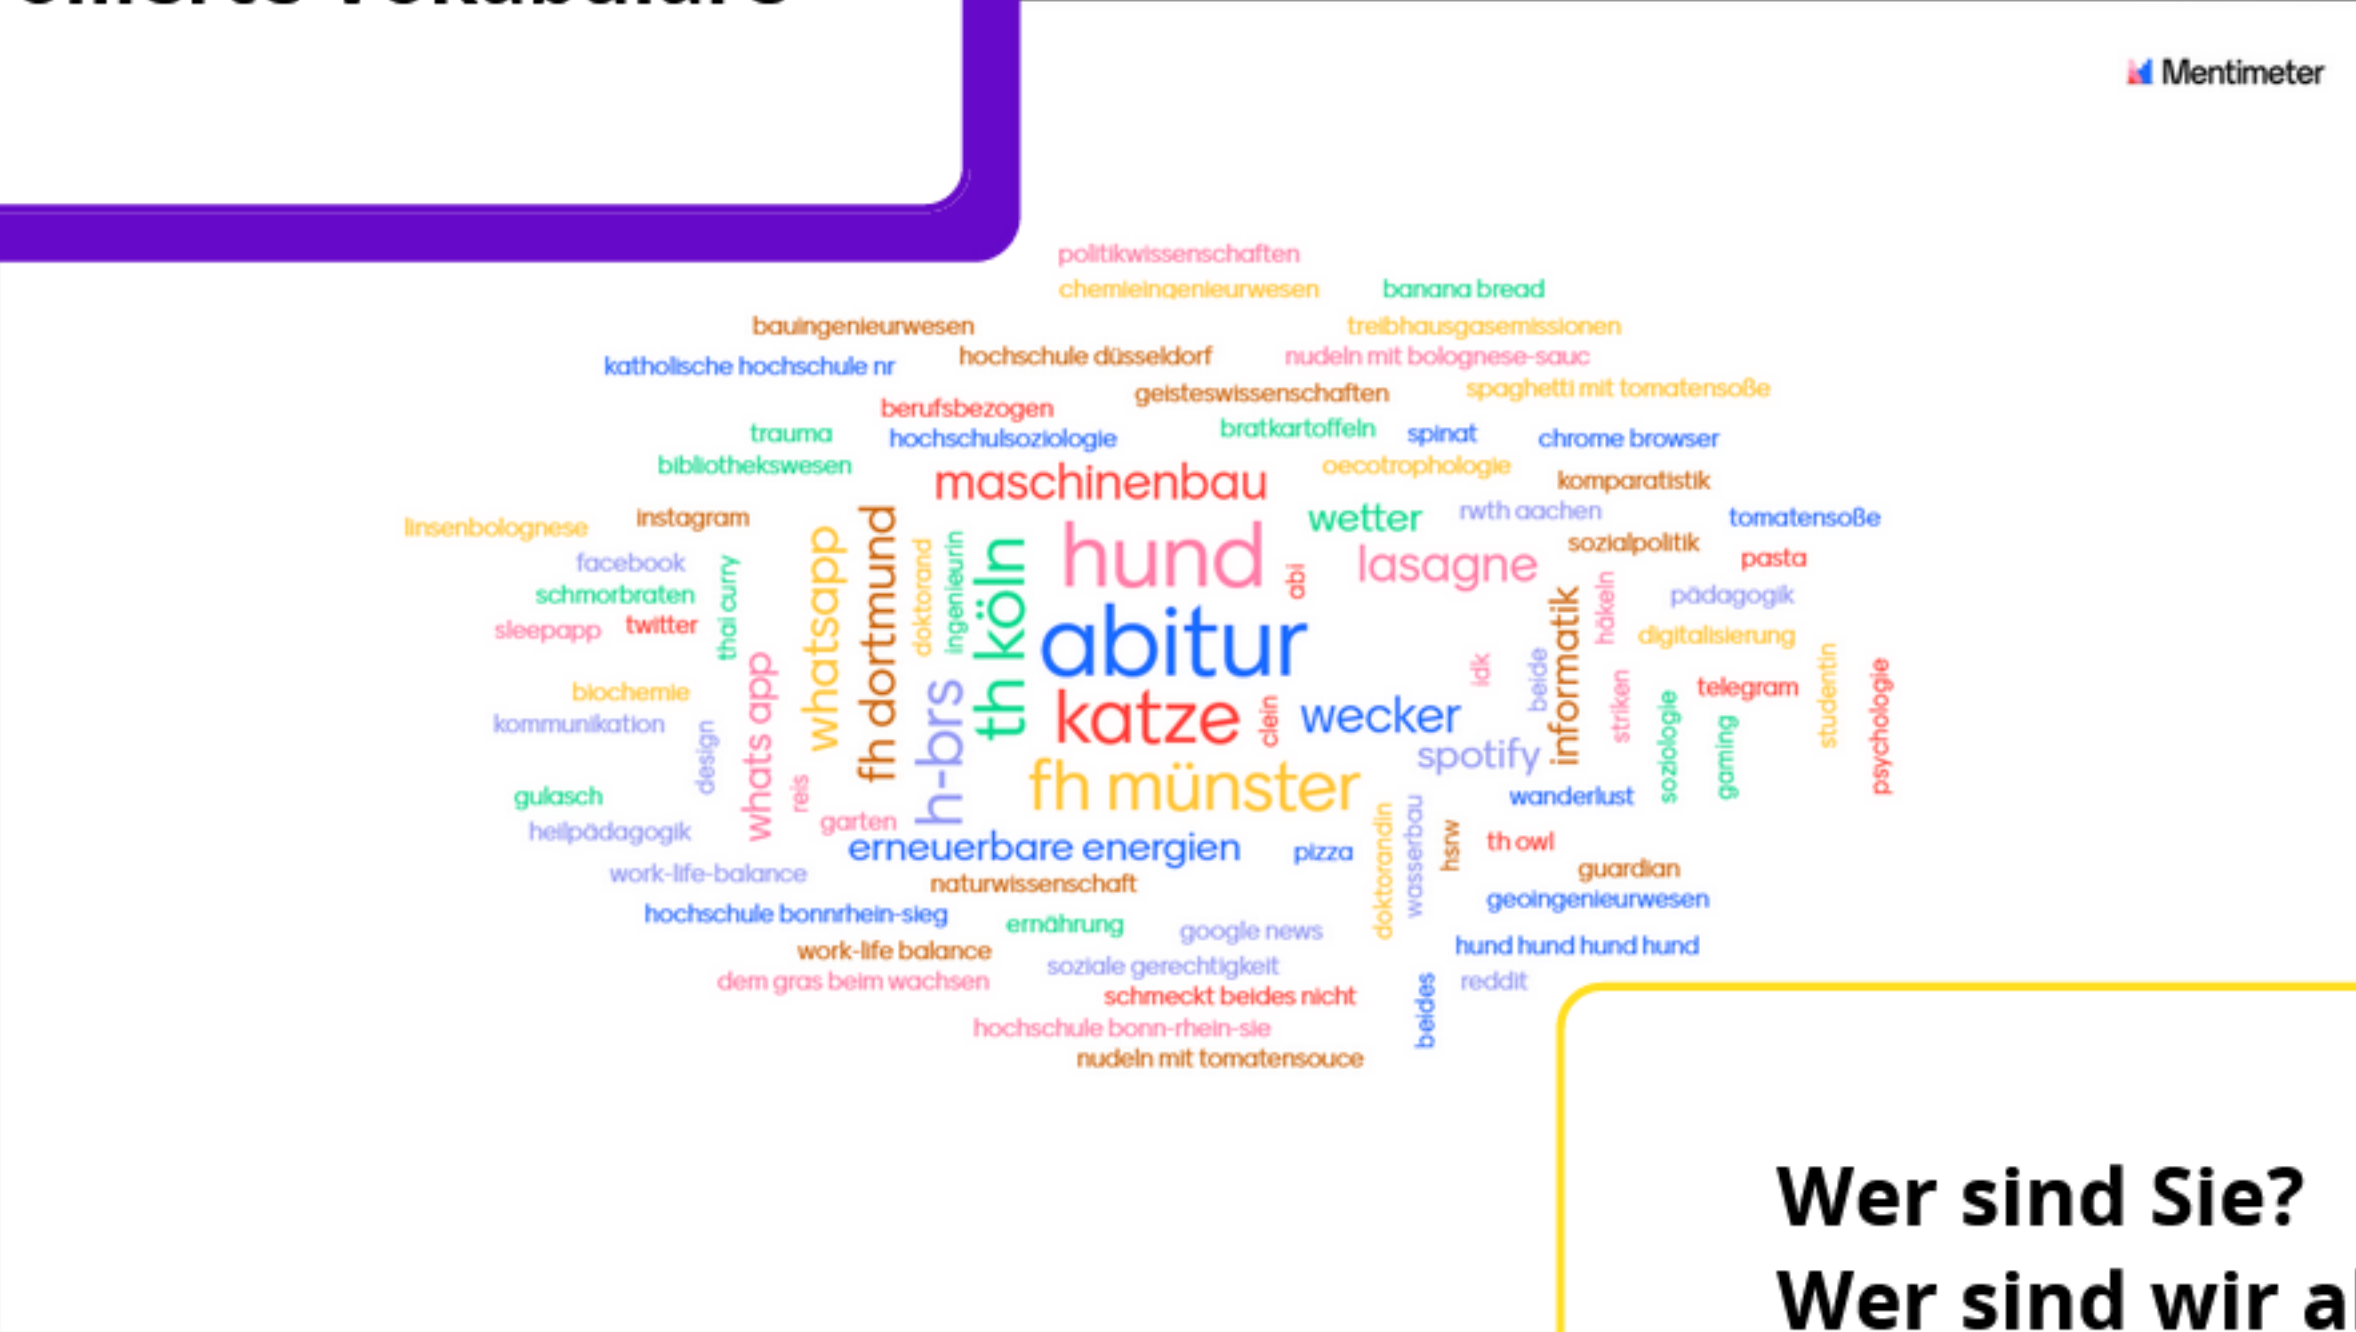 Mentimeter
politikwissenschaften
chemieingenieurwesen
banana bread
bauingenieurwesen
treibhausgasemissionen
katholische hochschule nr
hochschule düsseldorf
nudeln mit bolognese-sauc
geisteswissenschaften
spaghetti mit tomatensoße
berufsbezogen
trauma
hochschulsoziologie
bratkartoffeln
spinat
chrome browser
bibliothekswesen
maschinenbau
oecotrophologie
komparatistik
linsenbolognese
instagram
wetter
rwth aachen
tomatensoße
hund
lasagne
sozialpolitik
pasta
facebook
thai curry
whatsapp
fh dortmund
doktorand
ingenieurin
th köln
abi
schmorbraten
informatik
häkeln
pädagogik
sleepapp
twitter
abitur
digitalisierung
whats app
idk
beide
striken
telegram
studentin
psychologie
biochemie
kommunikation
design
h-brs
katze
clein
wecker
soziologie
gaming
spotify
gulasch
reis
fh münster
wanderlust
heilpädagogik
garten
erneuerbare energien
pizza
doktorandin
wasserbau
hsrw
th owl
work-life-balance
naturwissenschaft
guardian
hochschule bonnrhein-sieg
ernährung
google news
geoingenieurwesen
work-life balance
soziale gerechtigkeit
hund hund hund hund
dem gras beim wachsen
schmeckt beides nicht
beides
reddit
hochschule bonn-rhein-sie
nudeln mit tomatensouce
Wer sind Sie?
Wer sind wir